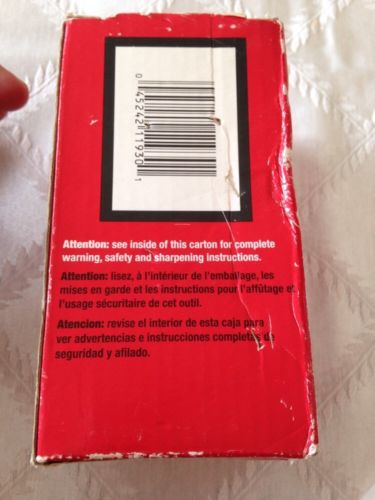 0 45242 11930 1
Attention: see inside of this carton for complete
warning, safety and sharpening instructions.
Attention: lisez, à l'intérieur de l'emballage, les
mises en garde et les instructions pour l'affûtage et
l'usage sécuritaire de cet outil.
Atencion: revise el interior de esta caja para
ver advertencias e instrucciones completas de
seguridad y afilado.